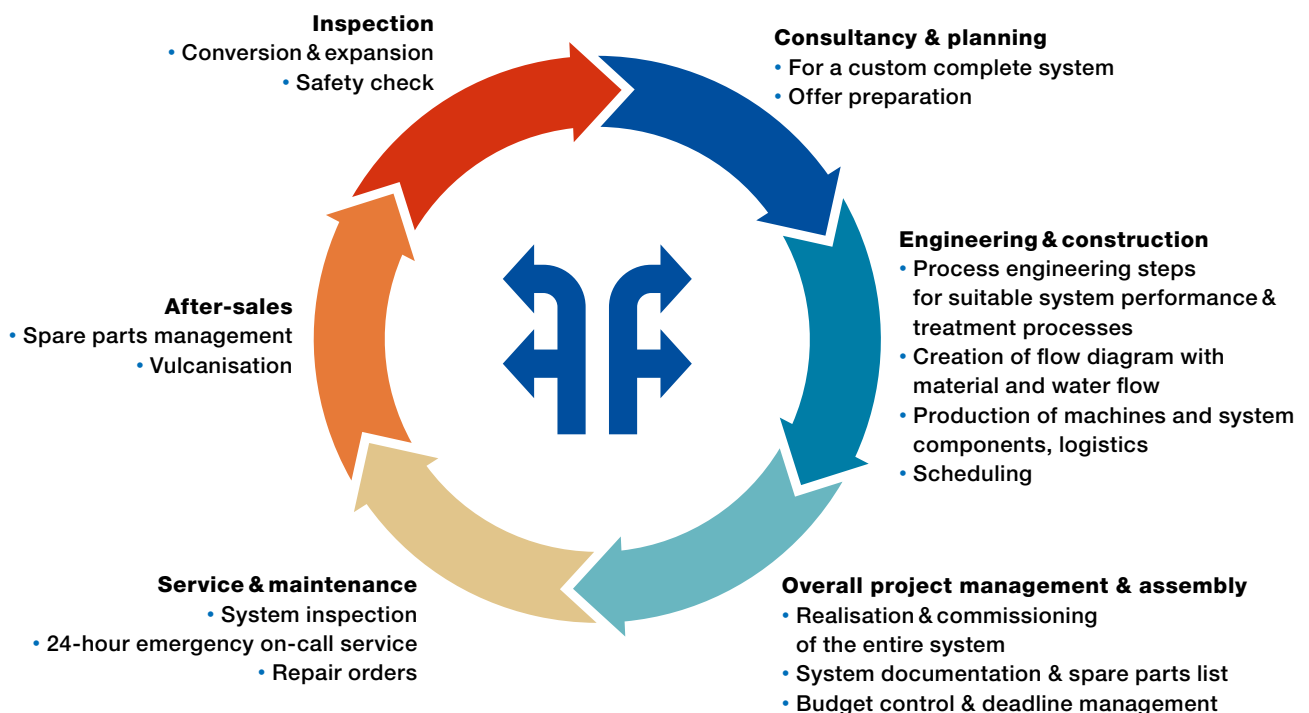 Inspection
• Conversion & expansion
• Safety check
Consultancy & planning
• For a custom complete system
• Offer preparation
Engineering & construction
• Process engineering steps
for suitable system performance &
treatment processes
• Creation of flow diagram with
material and water flow
• Production of machines and system
components, logistics
• Scheduling
After-sales
• Spare parts management
• Vulcanisation
Service & maintenance
• System inspection
• 24-hour emergency on-call service
• Repair orders
Overall project management & assembly
• Realisation & commissioning
of the entire system
• System documentation & spare parts list
• Budget control & deadline management